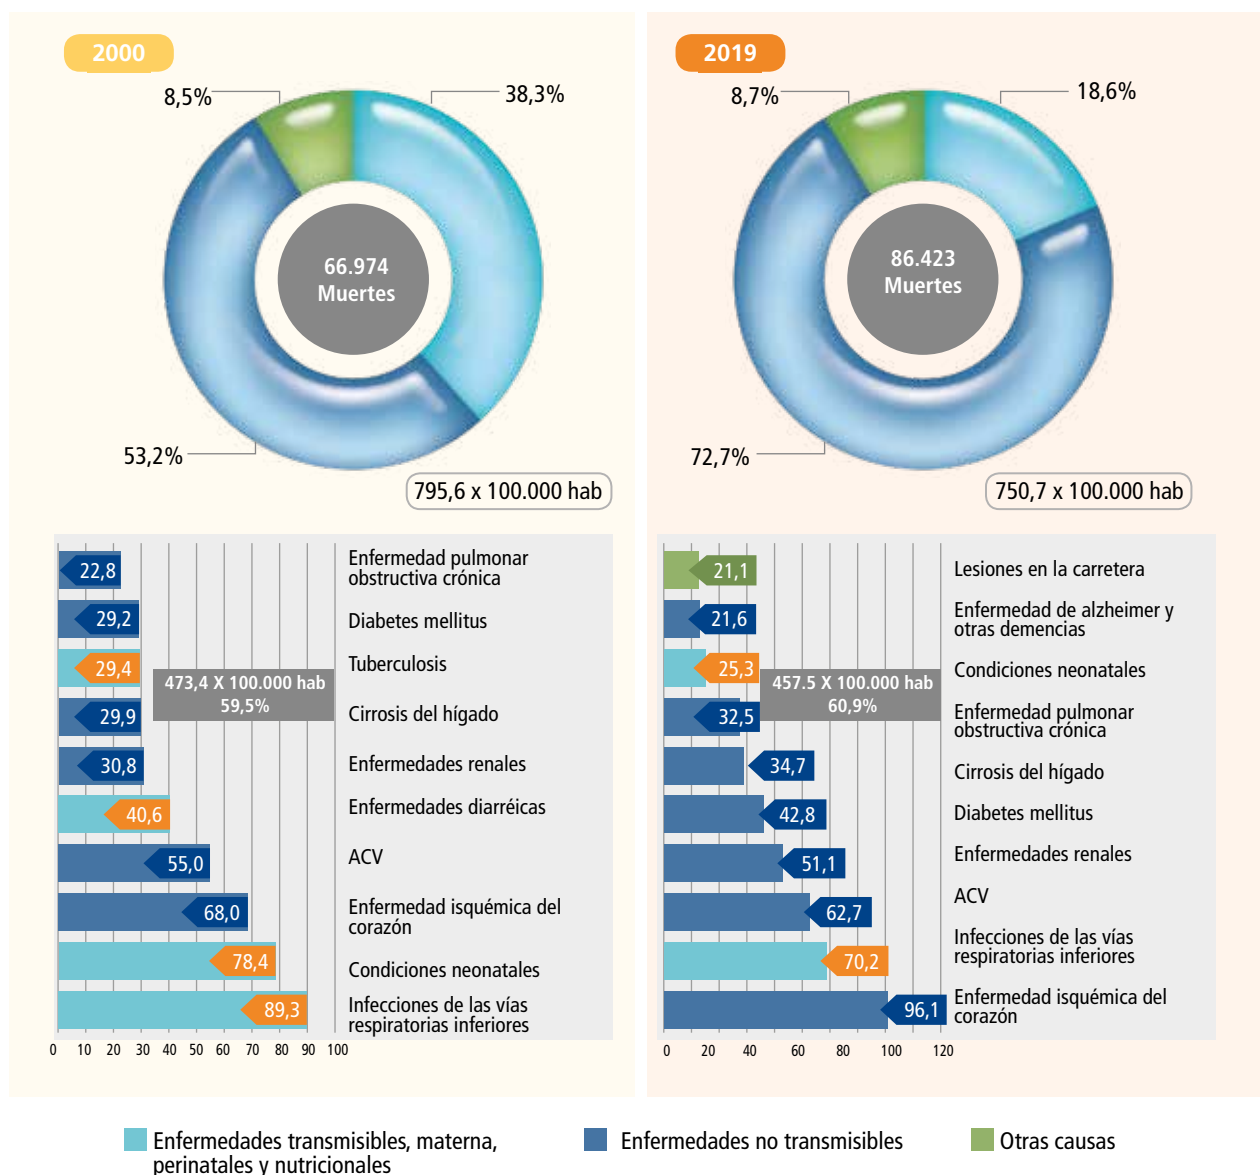 2000
8,5%
38,3%
66.974
Muertes
53,2%
795,6 x 100.000 hab
22,8
Enfermedad pulmonar
obstructiva crónica
29,2
Diabetes mellitus
29,4
Tuberculosis
473,4 X 100.000 hab
59,5%
29,9
Cirrosis del hígado
30,8
Enfermedades renales
40,6
Enfermedades diarréicas
55,0
ACV
68,0
Enfermedad isquémica del
corazón
78,4
Condiciones neonatales
89,3
Infecciones de las vías
respiratorias inferiores
0 10 20 30 40 50 60 70 80 90 100
2019
8,7%
18,6%
86.423
Muertes
72,7%
750,7 x 100.000 hab
21,1
Lesiones en la carretera
21,6
Enfermedad de alzheimer y
otras demencias
25,3
Condiciones neonatales
457.5 X 100.000 hab
60,9%
32,5
Enfermedad pulmonar
obstructiva crónica
34,7
Cirrosis del hígado
42,8
Diabetes mellitus
51,1
Enfermedades renales
62,7
ACV
70,2
Infecciones de las vías
respiratorias inferiores
96,1
Enfermedad isquémica del
corazón
0 20 40 60 80 100 120
Enfermedades transmisibles, materna,
perinatales y nutricionales
Enfermedades no transmisibles
Otras causas